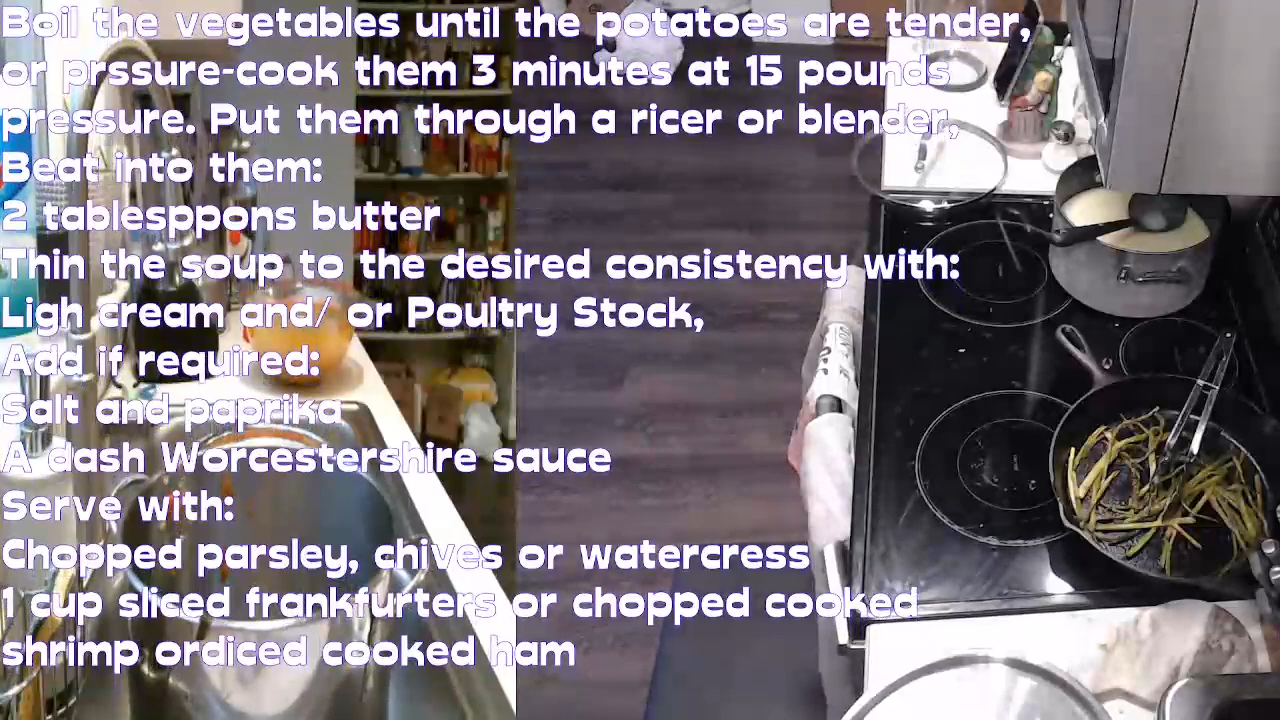 Boil the vegetables until the potatoes are tender,
or prssure-cook them 3 minutes at 15 pounds
pressure. Put them through a ricer or blender,
Beat into them:
2 tablesppons butter
Thin the soup to the desired consistency with:
Ligh cream and/ or Poultry Stock,
Add if required:
Salt and paprika
A dash Worcestershire sauce
Serve with:
Chopped parsley, chives or watercress
1 cup sliced frankfurters or chopped cooked
shrimp ordiced cooked ham